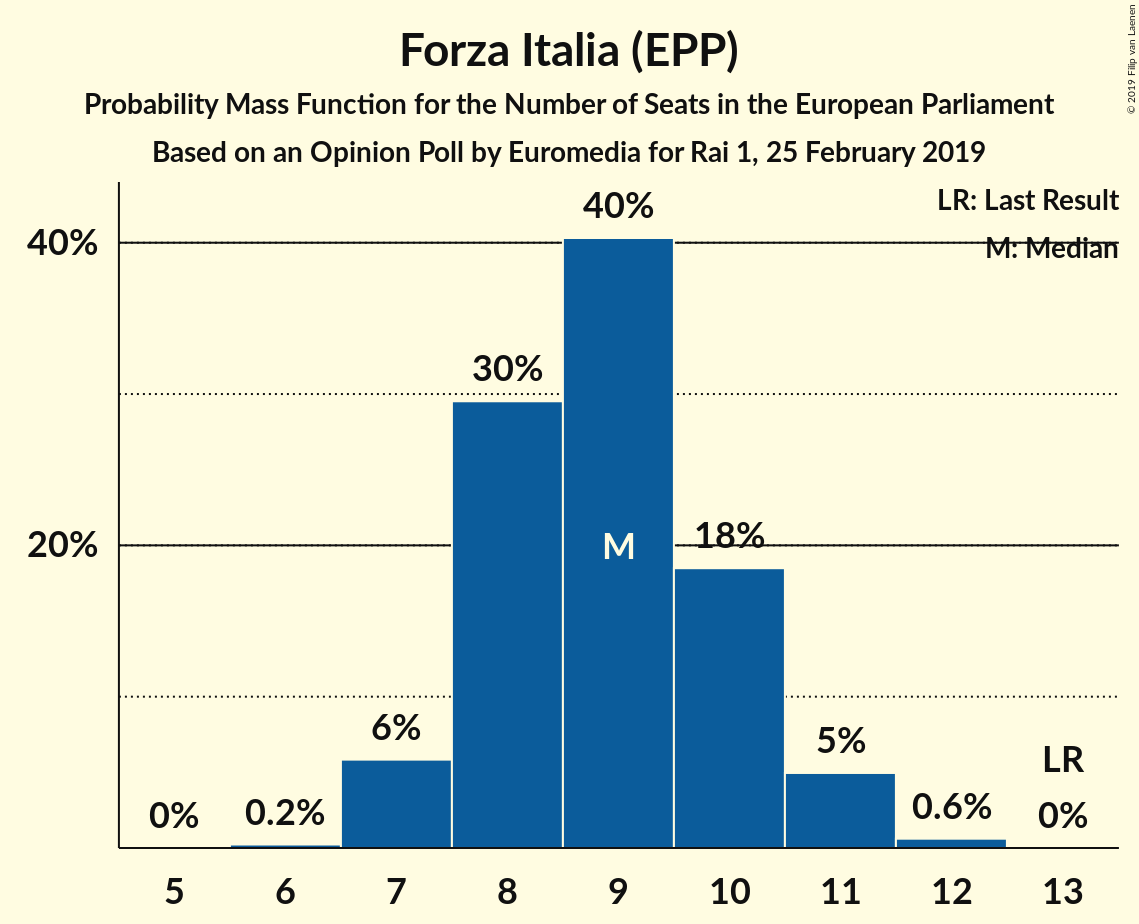 Forza Italia (EPP)
Probability Mass Function for the Number of Seats in the European Parliament
Based on an Opinion Poll by Euromedia for Rai 1, 25 February 2019
© 2019 Filip van Laenen
LR: Last Result
M: Median
40%
20%
0%
0.2%
6%
30%
40%
M
18%
5%
0.6%
LR
0%
5 6 7 8 9 10 11 12 13